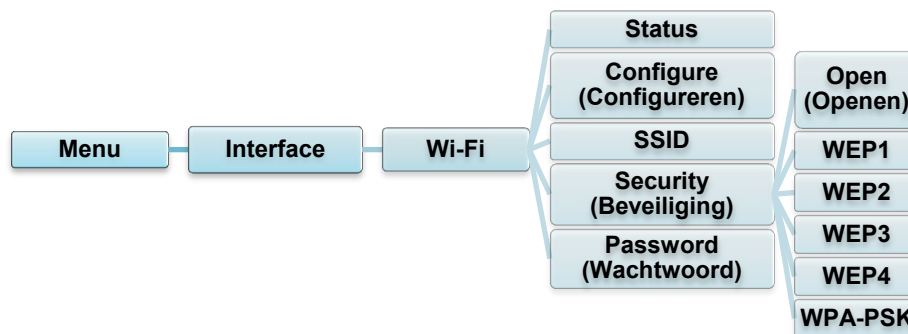 Menu
Interface
Wi-Fi
Status
Configure
(Configureren)
SSID
Security
(Beveiliging)
Password
(Wachtwoord)
Open
(Openen)
WEP1
WEP2
WEP3
WEP4
WPA-PSK